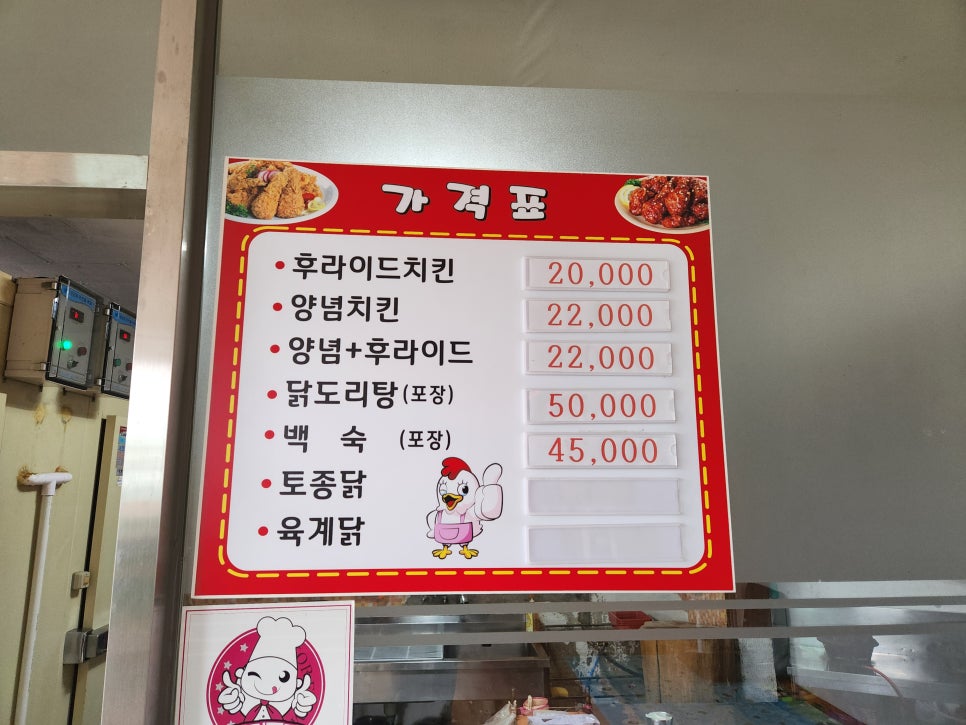 가격표
후라이드치킨 20,000
양념치킨 22,000
양념+후라이드 22,000
닭도리탕(포장) 50,000
백 숙 (포장) 45,000
토종닭
육계닭